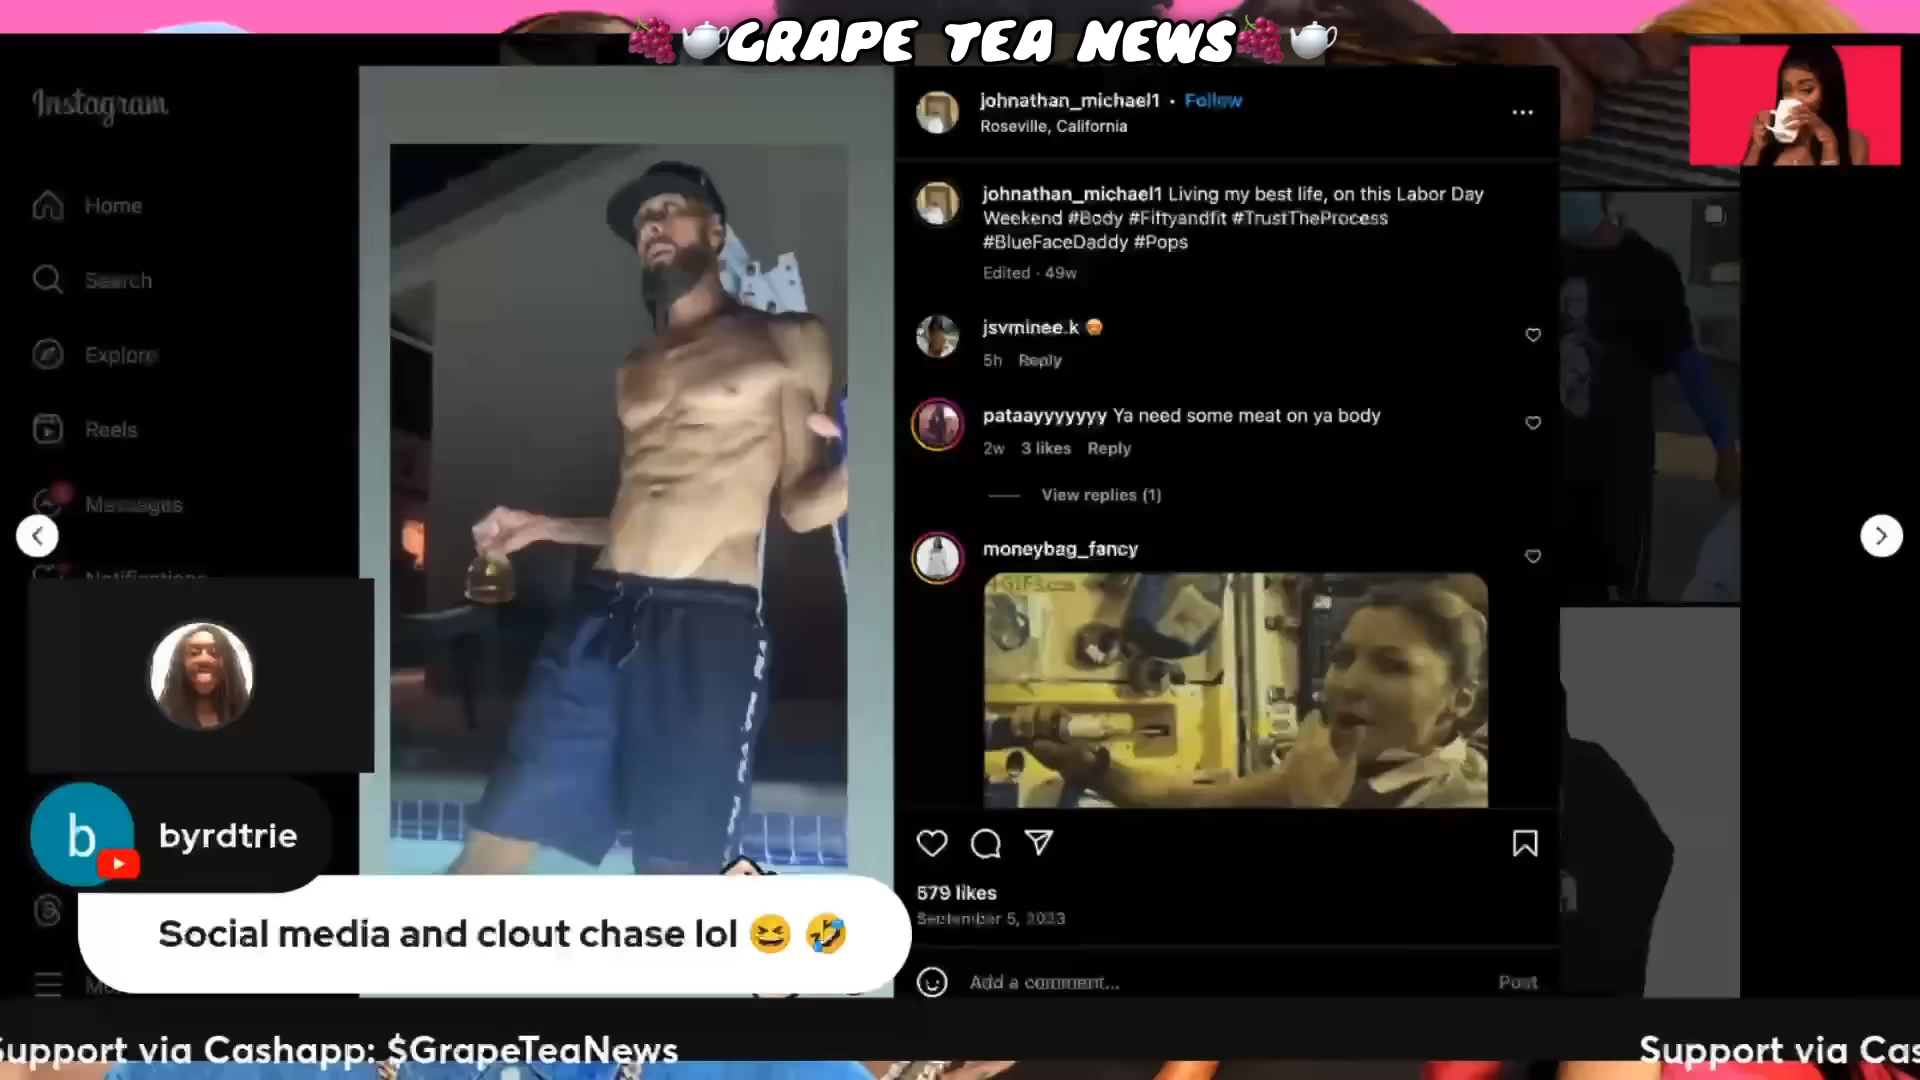 GRAPE TEA NEWS
Instagram
Home
Search
Explore
Reels
Messages
Notifications
johnathan_michael1 • Follow
Roseville, California
...
johnathan_michael1 Living my best life, on this Labor Day
Weekend #Body #Fiftyandfit #TrustTheProcess
#BlueFaceDaddy #Pops
Edited · 49w
jsvminee.k 🤭
5h Reply
pataayyyyyyy Ya need some meat on ya body
2w 3 likes Reply
View replies (1)
moneybag_fancy
579 likes
September 5, 2023
Add a comment...
Post
b
byrdtrie
Social media and clout chase lol 😆 🤣
Support via Cashapp: $GrapeTeaNews
Support via Cas